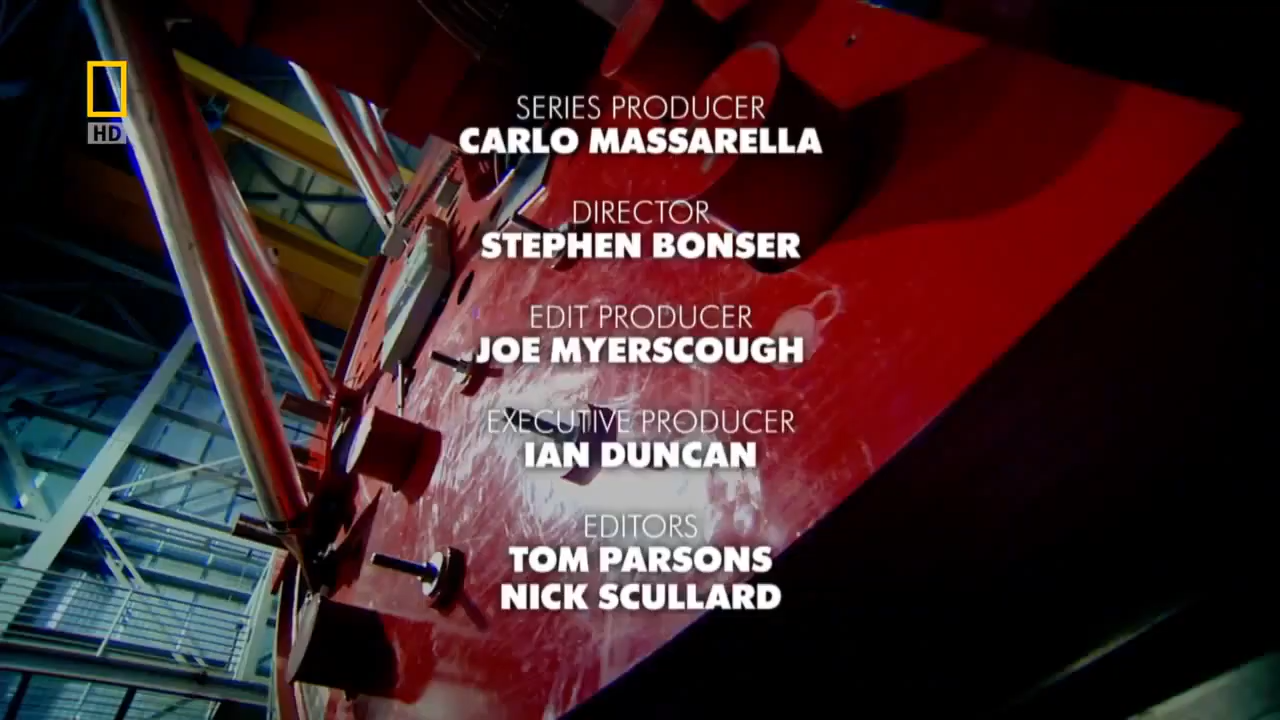 HD
SERIES PRODUCER
CARLO MASSARELLA
DIRECTOR
STEPHEN BONSER
EDIT PRODUCER
JOE MYERSCOUGH
EXECUTIVE PRODUCER
IAN DUNCAN
EDITORS
TOM PARSONS
NICK SCULLARD